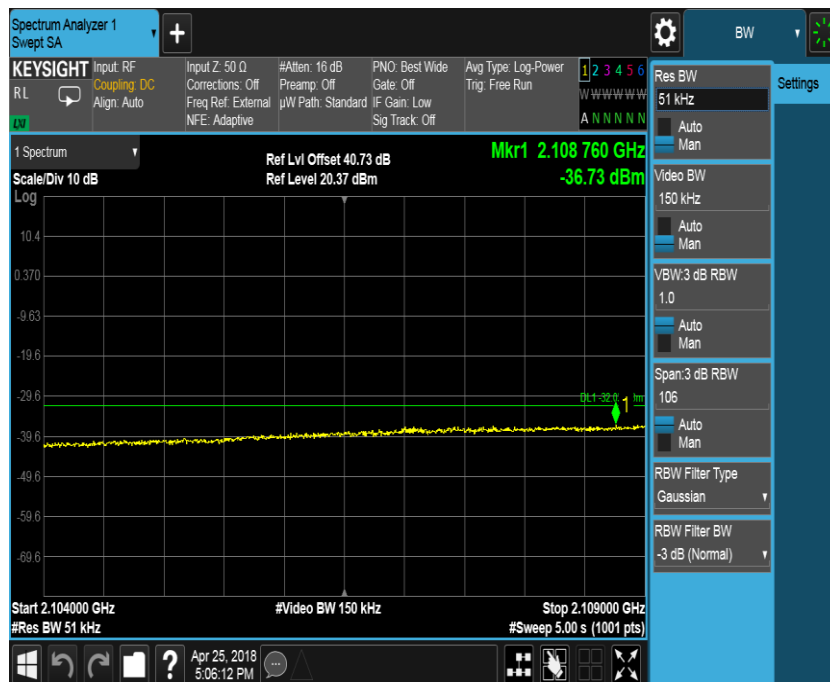 Spectrum Analyzer 1
Swept SA
+
BW
KEYSIGHT
RL
LXI
Input: RF
Coupling: DC
Align: Auto
Input Z: 50 Ω
Corrections: Off
Freq Ref: External
NFE: Adaptive
#Atten: 16 dB
Preamp: Off
µW Path: Standard
PNO: Best Wide
Gate: Off
IF Gain: Low
Sig Track: Off
Avg Type: Log-Power
Trig: Free Run
1 2 3 4 5 6
W W W W W W
A N N N N N
1 Spectrum
Scale/Div 10 dB
Log
Ref Lvl Offset 40.73 dB
Ref Level 20.37 dBm
Mkr1 2.108 760 GHz
-36.73 dBm
10.4
0.370
-9.63
-19.6
-29.6
-39.6
-49.6
-59.6
-69.6
DL1 -32.0
1
Start 2.104000 GHz
#Res BW 51 kHz
#Video BW 150 kHz
Stop 2.109000 GHz
#Sweep 5.00 s (1001 pts)
Res BW
51 kHz
Auto
Man
Video BW
150 kHz
Auto
Man
VBW:3 dB RBW
1.0
Auto
Man
Span:3 dB RBW
106
Auto
Man
RBW Filter Type
Gaussian
RBW Filter BW
-3 dB (Normal)
Settings
?
Apr 25, 2018
5:06:12 PM